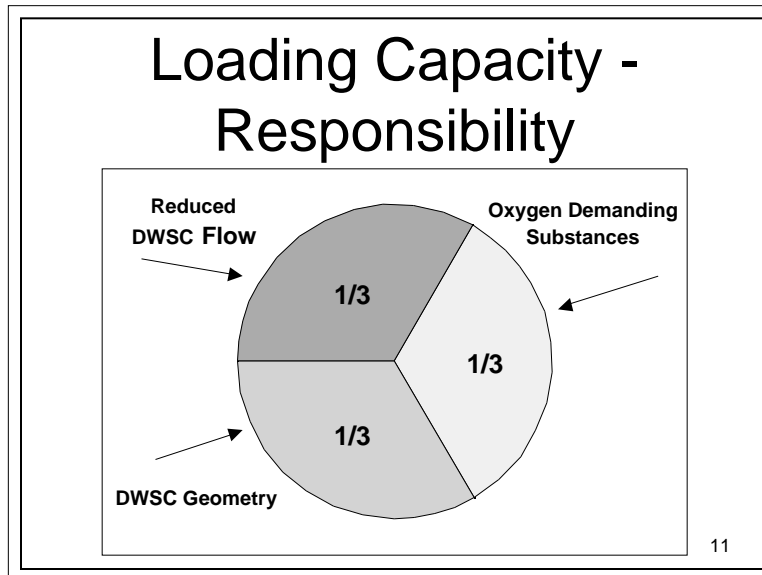 Loading Capacity -
Responsibility
Reduced
DWSC Flow
Oxygen Demanding
Substances
1/3
1/3
1/3
DWSC Geometry
11